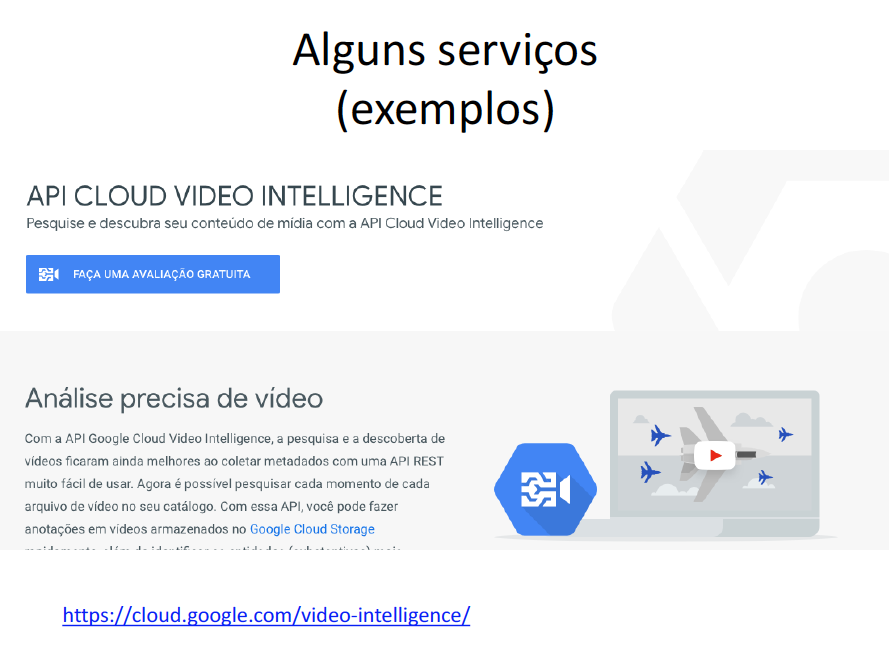 Alguns serviços
(exemplos)
API CLOUD VIDEO INTELLIGENCE
Pesquise e descubra seu conteúdo de mídia com a API Cloud Video Intelligence
FAÇA UMA AVALIAÇÃO GRATUITA
Análise precisa de vídeo
Com a API Google Cloud Video Intelligence, a pesquisa e a descoberta de
vídeos ficaram ainda melhores ao coletar metadados com uma API REST
muito fácil de usar. Agora é possível pesquisar cada momento de cada
arquivo de vídeo no seu catálogo. Com essa API, você pode fazer
anotações em vídeos armazenados no Google Cloud Storage
https://cloud.google.com/video-intelligence/